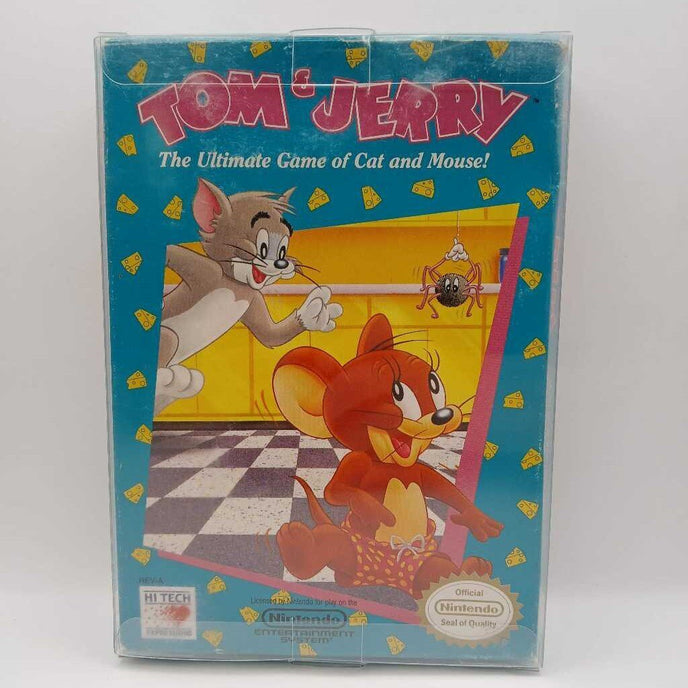 TOM & JERRY
The Ultimate Game of Cat and Mouse!
REV-A
HI TECH
EXPRESSIONS
Licensed by Nintendo for play on the
Nintendo
ENTERTAINMENT
SYSTEM
Official
Nintendo
Seal of Quality